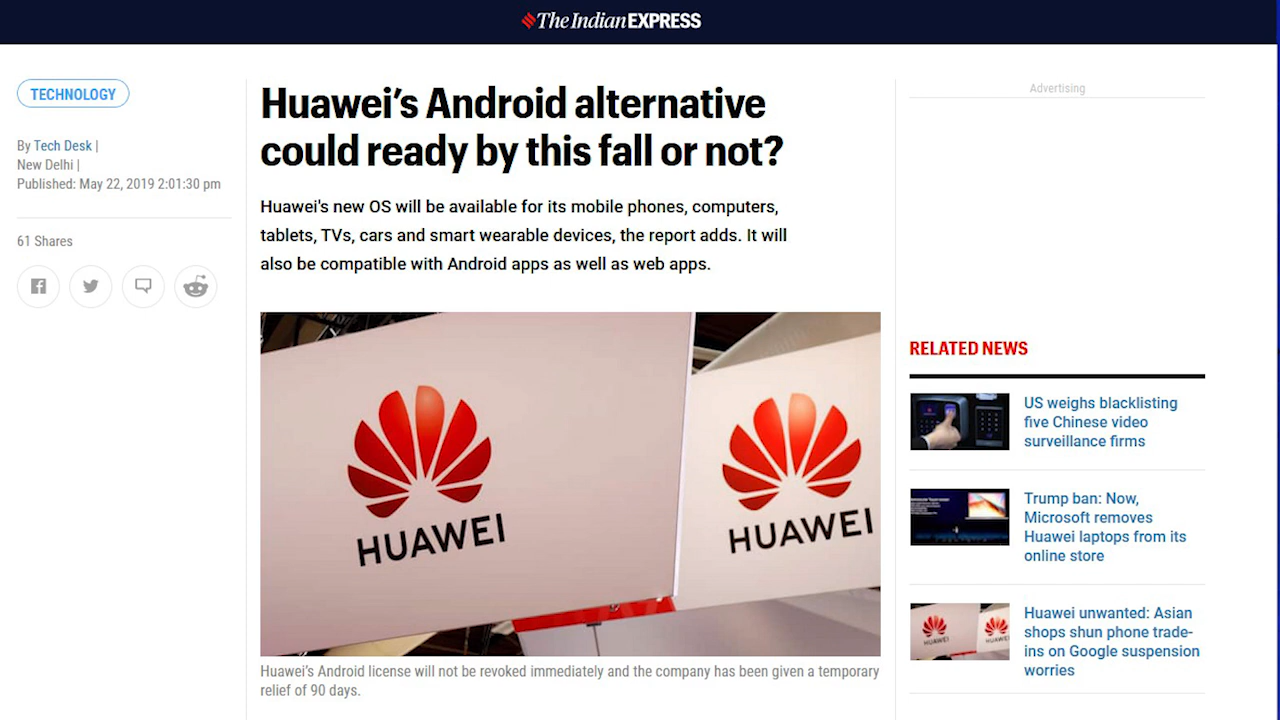 The Indian EXPRESS
TECHNOLOGY
By Tech Desk |
New Delhi |
Published: May 22, 2019 2:01:30 pm
61 Shares
Huawei's Android alternative
could ready by this fall or not?
Huawei's new OS will be available for its mobile phones, computers,
tablets, TVs, cars and smart wearable devices, the report adds. It will
also be compatible with Android apps as well as web apps.
HUAWEI
HUAWEI
Huawei's Android license will not be revoked immediately and the company has been given a temporary
relief of 90 days.
Advertising
RELATED NEWS
US weighs blacklisting
five Chinese video
surveillance firms
Trump ban: Now,
Microsoft removes
Huawei laptops from its
online store
HUAWEI
Huawei unwanted: Asian
shops shun phone trade-
ins on Google suspension
worries